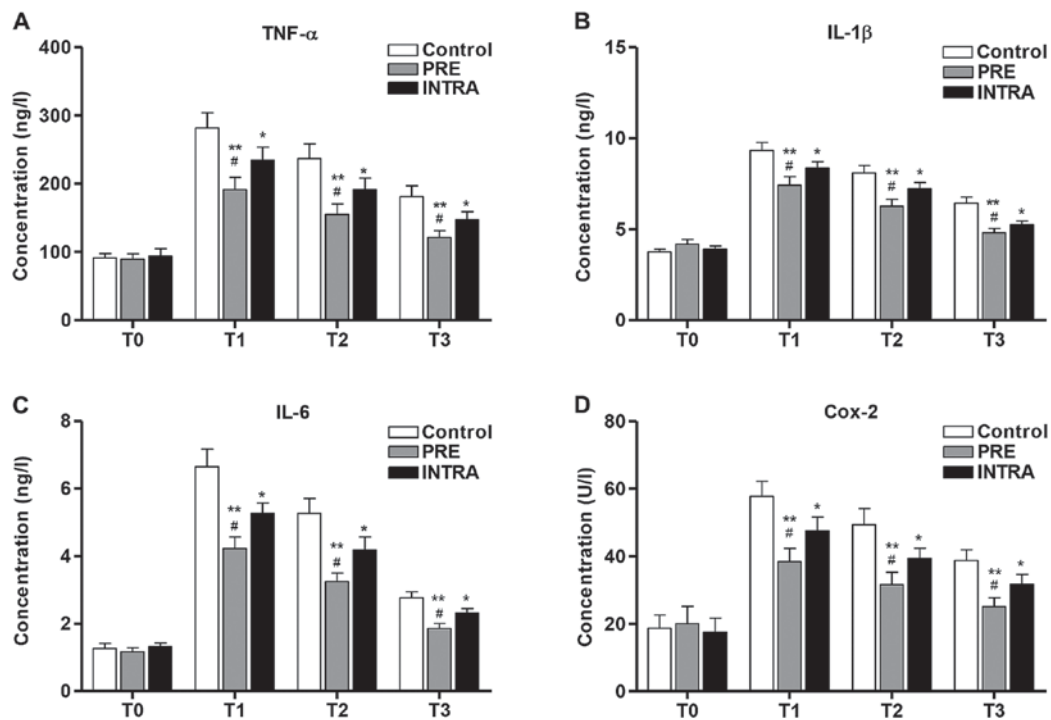 A
TNF-α
Control
PRE
INTRA
Concentration (ng/l)
400
300
200
100
0
**
#
*
**
#
*
**
#
*
T0 T1 T2 T3
B
IL-1β
Control
PRE
INTRA
Concentration (ng/l)
15
10
5
0
**
#
*
**
#
*
**
#
*
T0 T1 T2 T3
C
IL-6
Control
PRE
INTRA
Concentration (ng/l)
8
6
4
2
0
**
#
*
**
#
*
**
#
*
T0 T1 T2 T3
D
Cox-2
Control
PRE
INTRA
Concentration (U/l)
80
60
40
20
0
**
#
*
**
#
*
**
#
*
T0 T1 T2 T3